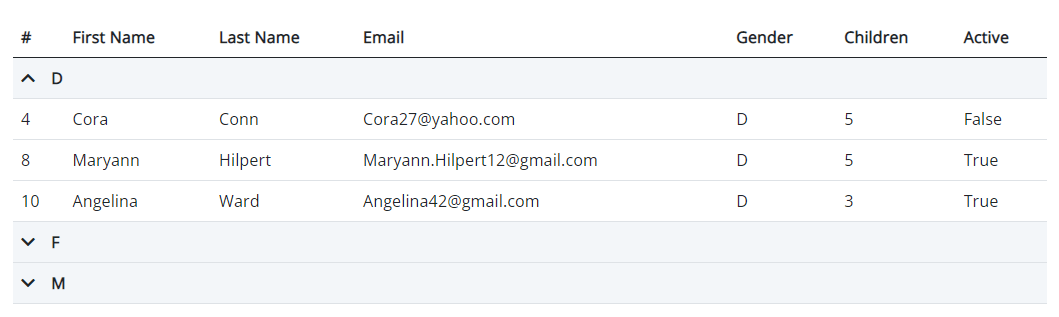 # First Name Last Name Email Gender Children Active
D
4 Cora Conn Cora27@yahoo.com D 5 False
8 Maryann Hilpert Maryann.Hilpert12@gmail.com D 5 True
10 Angelina Ward Angelina42@gmail.com D 3 True
F
M